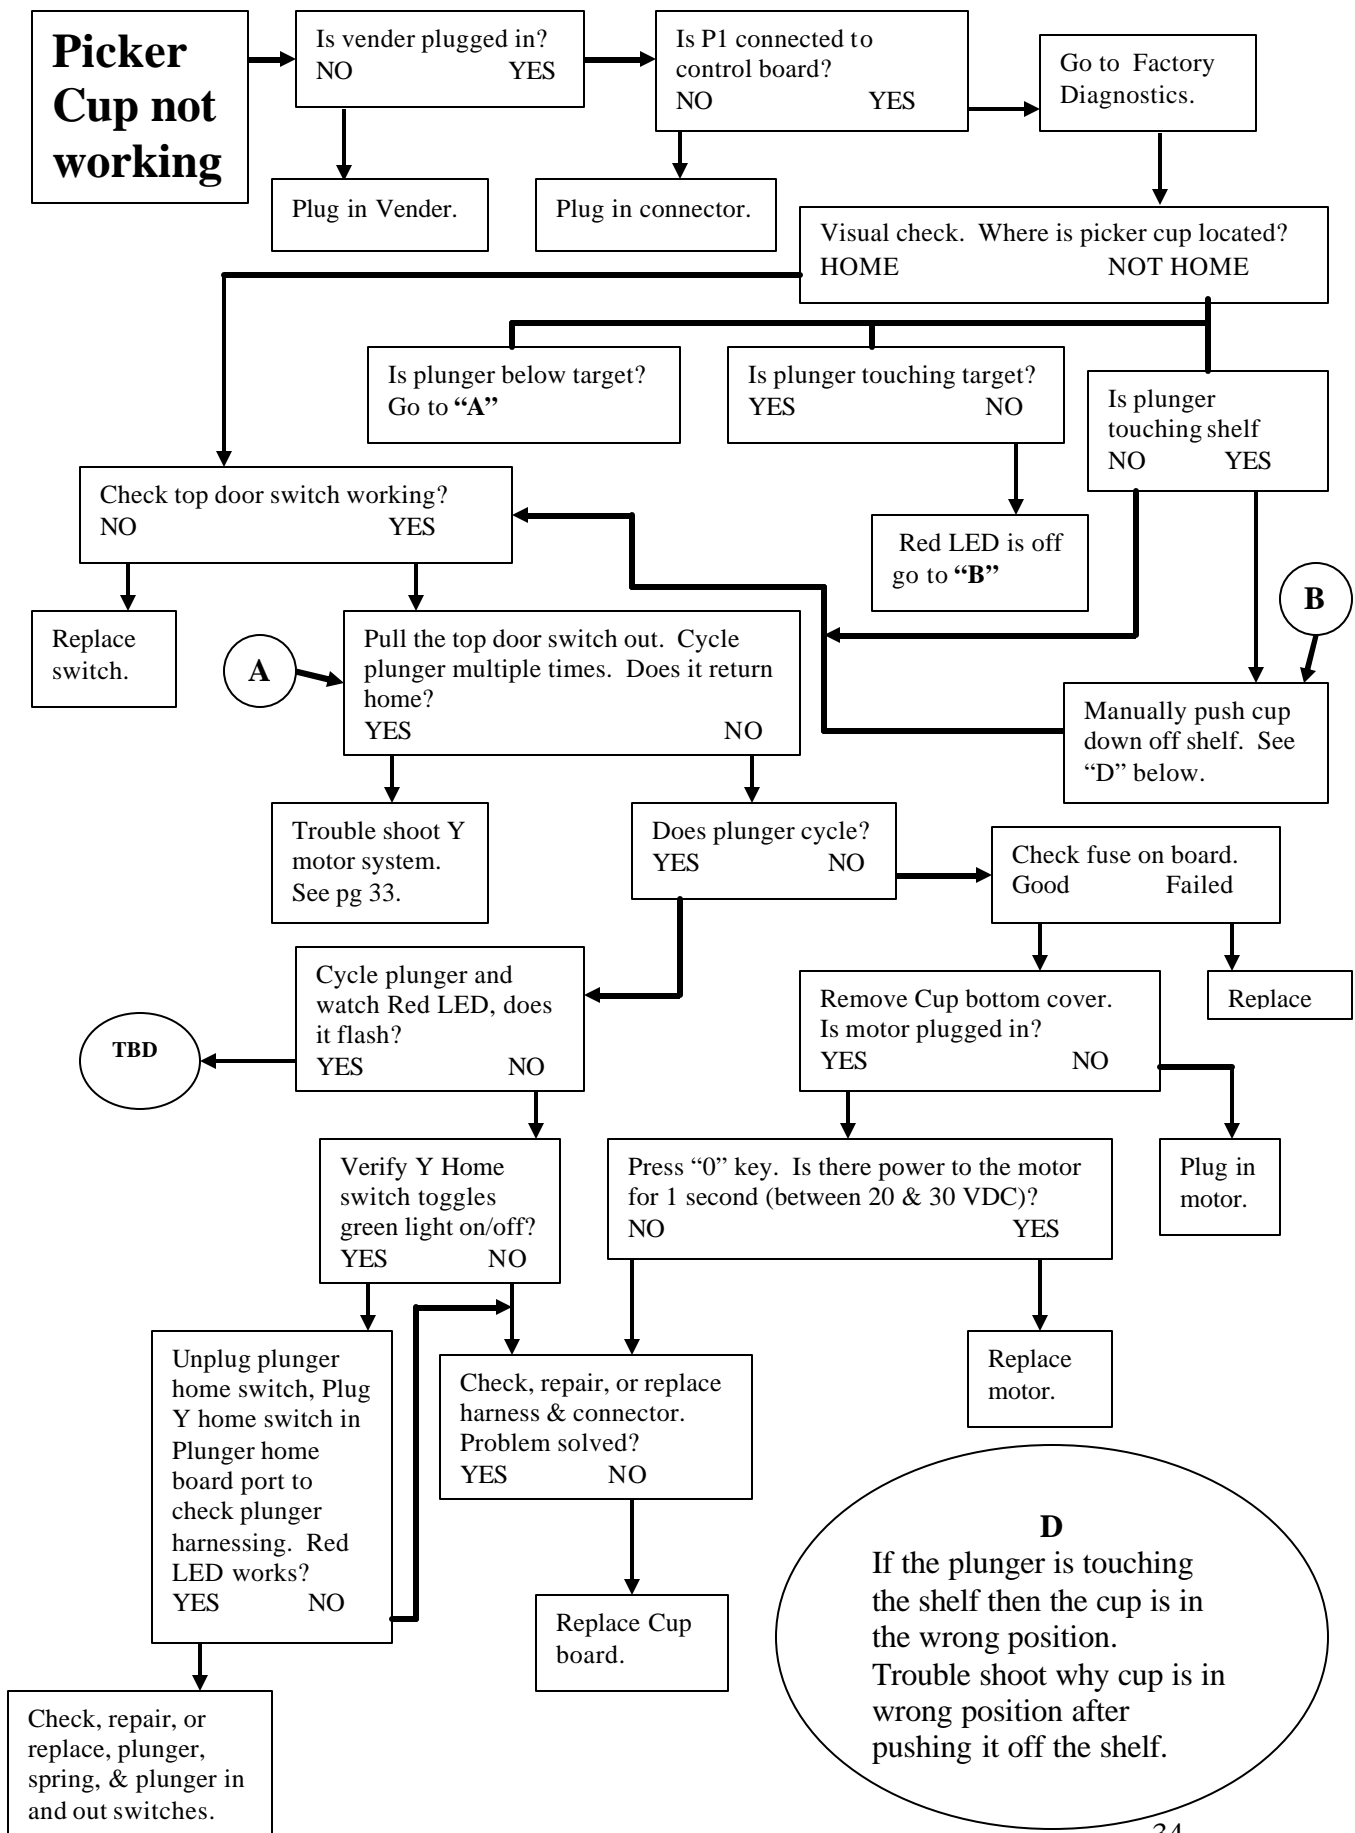 Picker
Cup not
working
Is vender plugged in?
NO YES
Is P1 connected to
control board?
NO YES
Go to Factory
Diagnostics.
Plug in Vender.
Plug in connector.
Visual check. Where is picker cup located?
HOME NOT HOME
Is plunger below target?
Go to “A”
Is plunger touching target?
YES NO
Is plunger
touching shelf
NO YES
Check top door switch working?
NO YES
Red LED is off
go to “B”
B
Replace
switch.
A
Pull the top door switch out. Cycle
plunger multiple times. Does it return
home?
YES NO
Manually push cup
down off shelf. See
“D” below.
Trouble shoot Y
motor system.
See pg 33.
Does plunger cycle?
YES NO
Check fuse on board.
Good Failed
Cycle plunger and
watch Red LED, does
it flash?
YES NO
Remove Cup bottom cover.
Is motor plugged in?
YES NO
Replace
TBD
Verify Y Home
switch toggles
green light on/off?
YES NO
Press “0” key. Is there power to the motor
for 1 second (between 20 & 30 VDC)?
NO YES
Plug in
motor.
Unplug plunger
home switch, Plug
Y home switch in
Plunger home
board port to
check plunger
harnessing. Red
LED works?
YES NO
Check, repair, or replace
harness & connector.
Problem solved?
YES NO
Replace
motor.
Replace Cup
board.
D
If the plunger is touching
the shelf then the cup is in
the wrong position.
Trouble shoot why cup is in
wrong position after
pushing it off the shelf.
Check, repair, or
replace, plunger,
spring, & plunger in
and out switches.
34